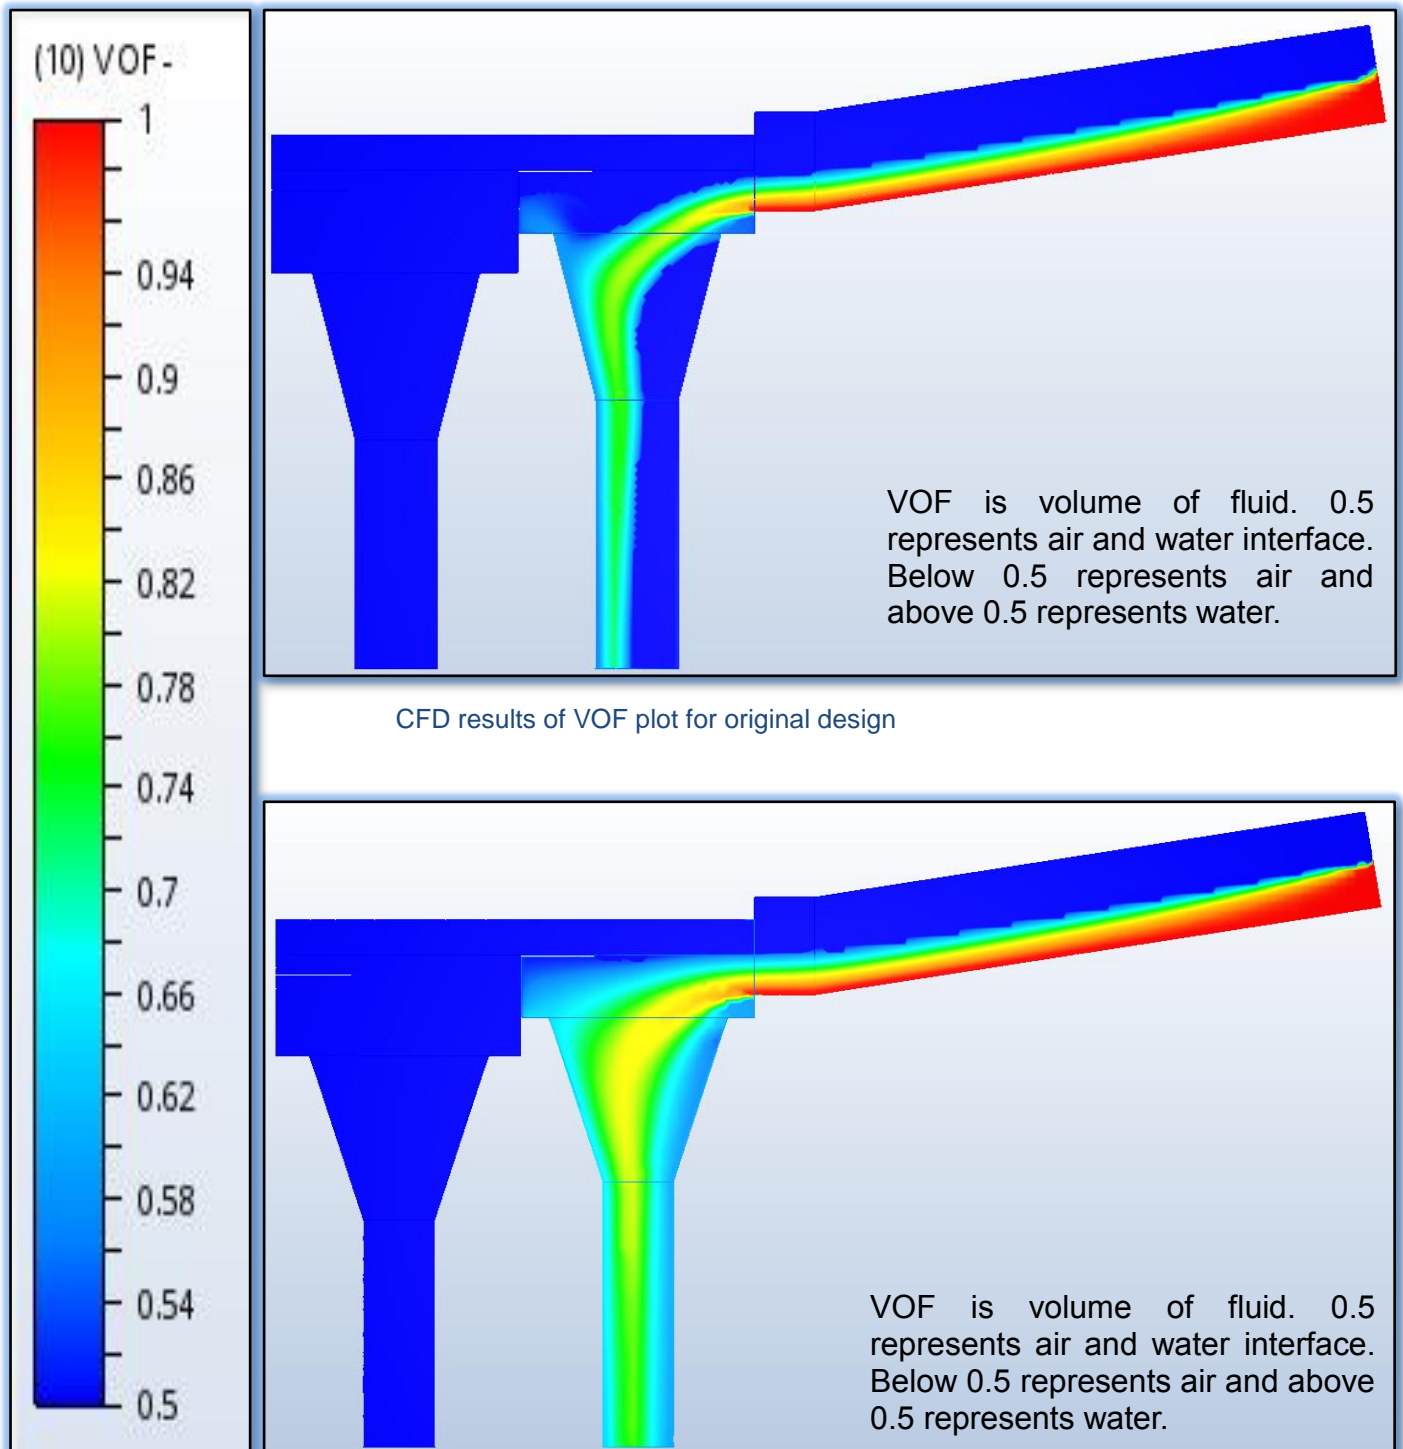 (10) VOF-
1
0.94
0.9
0.86
0.82
0.78
0.74
0.7
0.66
0.62
0.58
0.54
0.5
VOF is volume of fluid. 0.5
represents air and water interface.
Below 0.5 represents air and
above 0.5 represents water.
CFD results of VOF plot for original design
VOF is volume of fluid. 0.5
represents air and water interface.
Below 0.5 represents air and above
0.5 represents water.